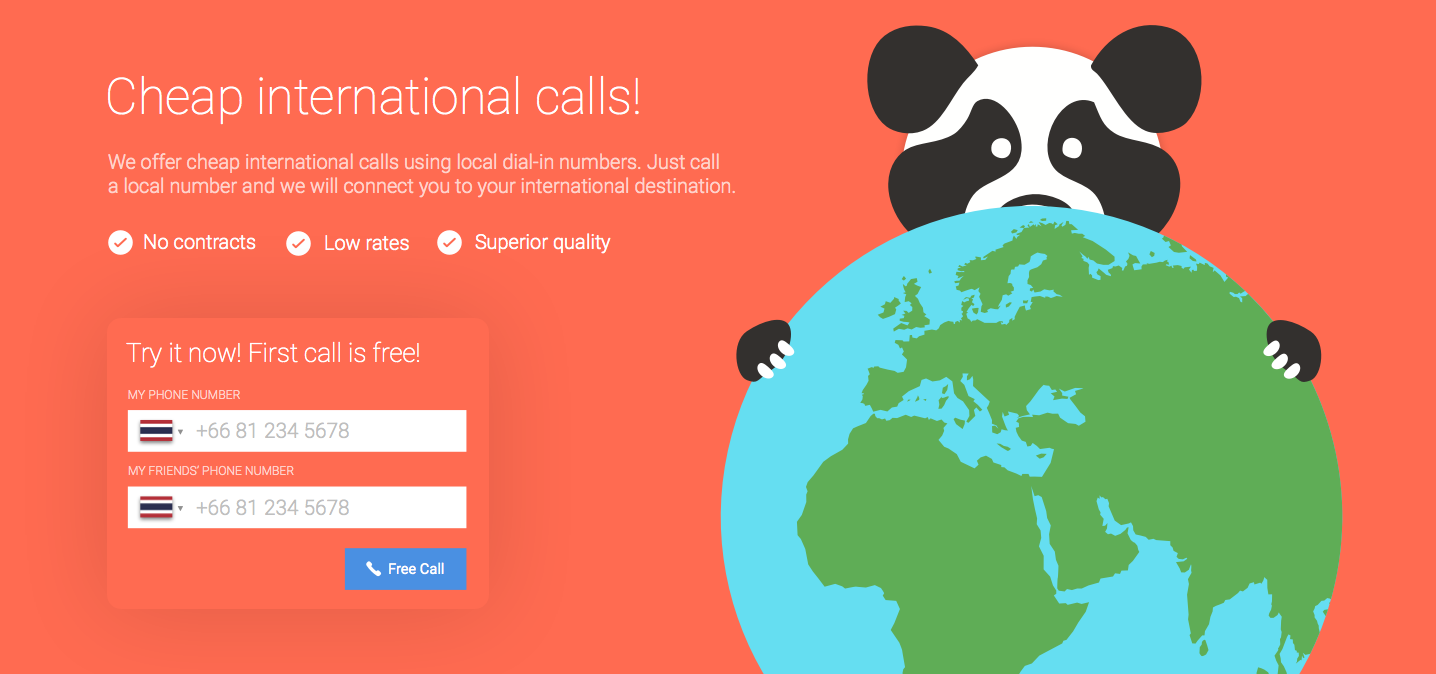 Cheap international calls!
We offer cheap international calls using local dial-in numbers. Just call
a local number and we will connect you to your international destination.
No contracts
Low rates
Superior quality
Try it now! First call is free!
MY PHONE NUMBER
+66 81 234 5678
MY FRIENDS' PHONE NUMBER
+66 81 234 5678
Free Call